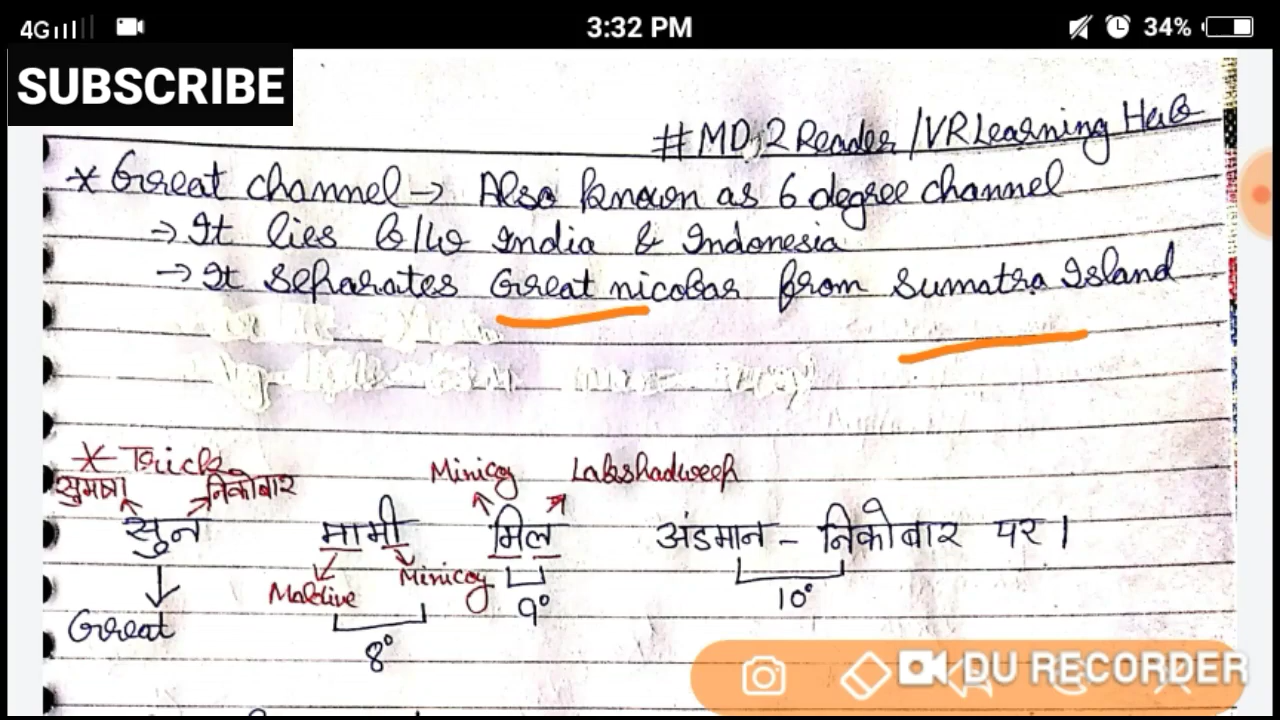 4G 3:32 PM 34%
SUBSCRIBE
#MD;2 Reader /VR Learning Hub
* Great channel → Also known as 6 degree channel
→ It lies b/w India & Indonesia
→ It separates Great nicobar from Sumatra Island
* Trick
सुमात्रा निकोबार Minicoy Lakshadweep
सुन मामी मिल अंडमान - निकोबार पर।
Maldive Minicoy 9° 10°
Great 8°
DU RECORDER